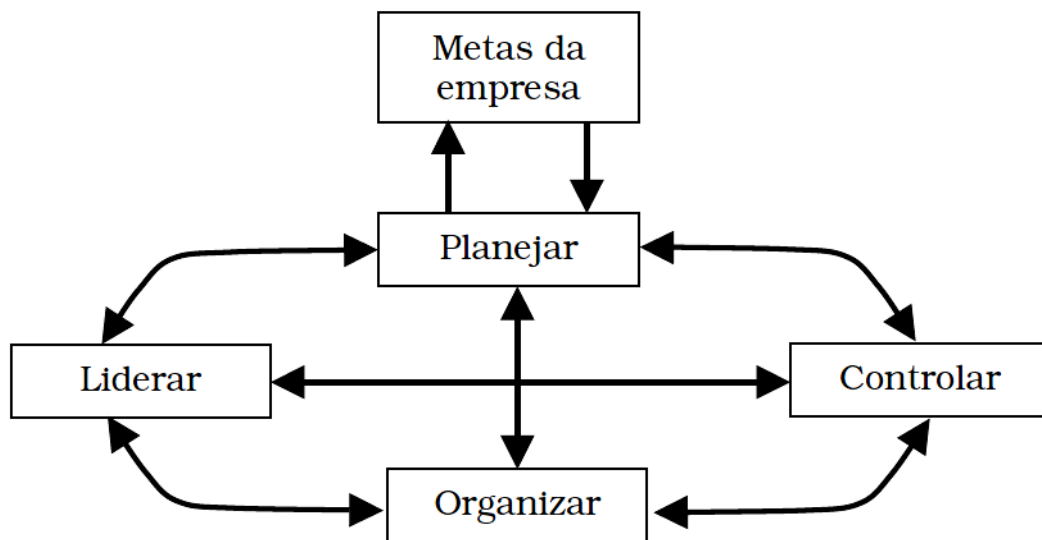 Metas da
empresa
Planejar
Liderar
Controlar
Organizar